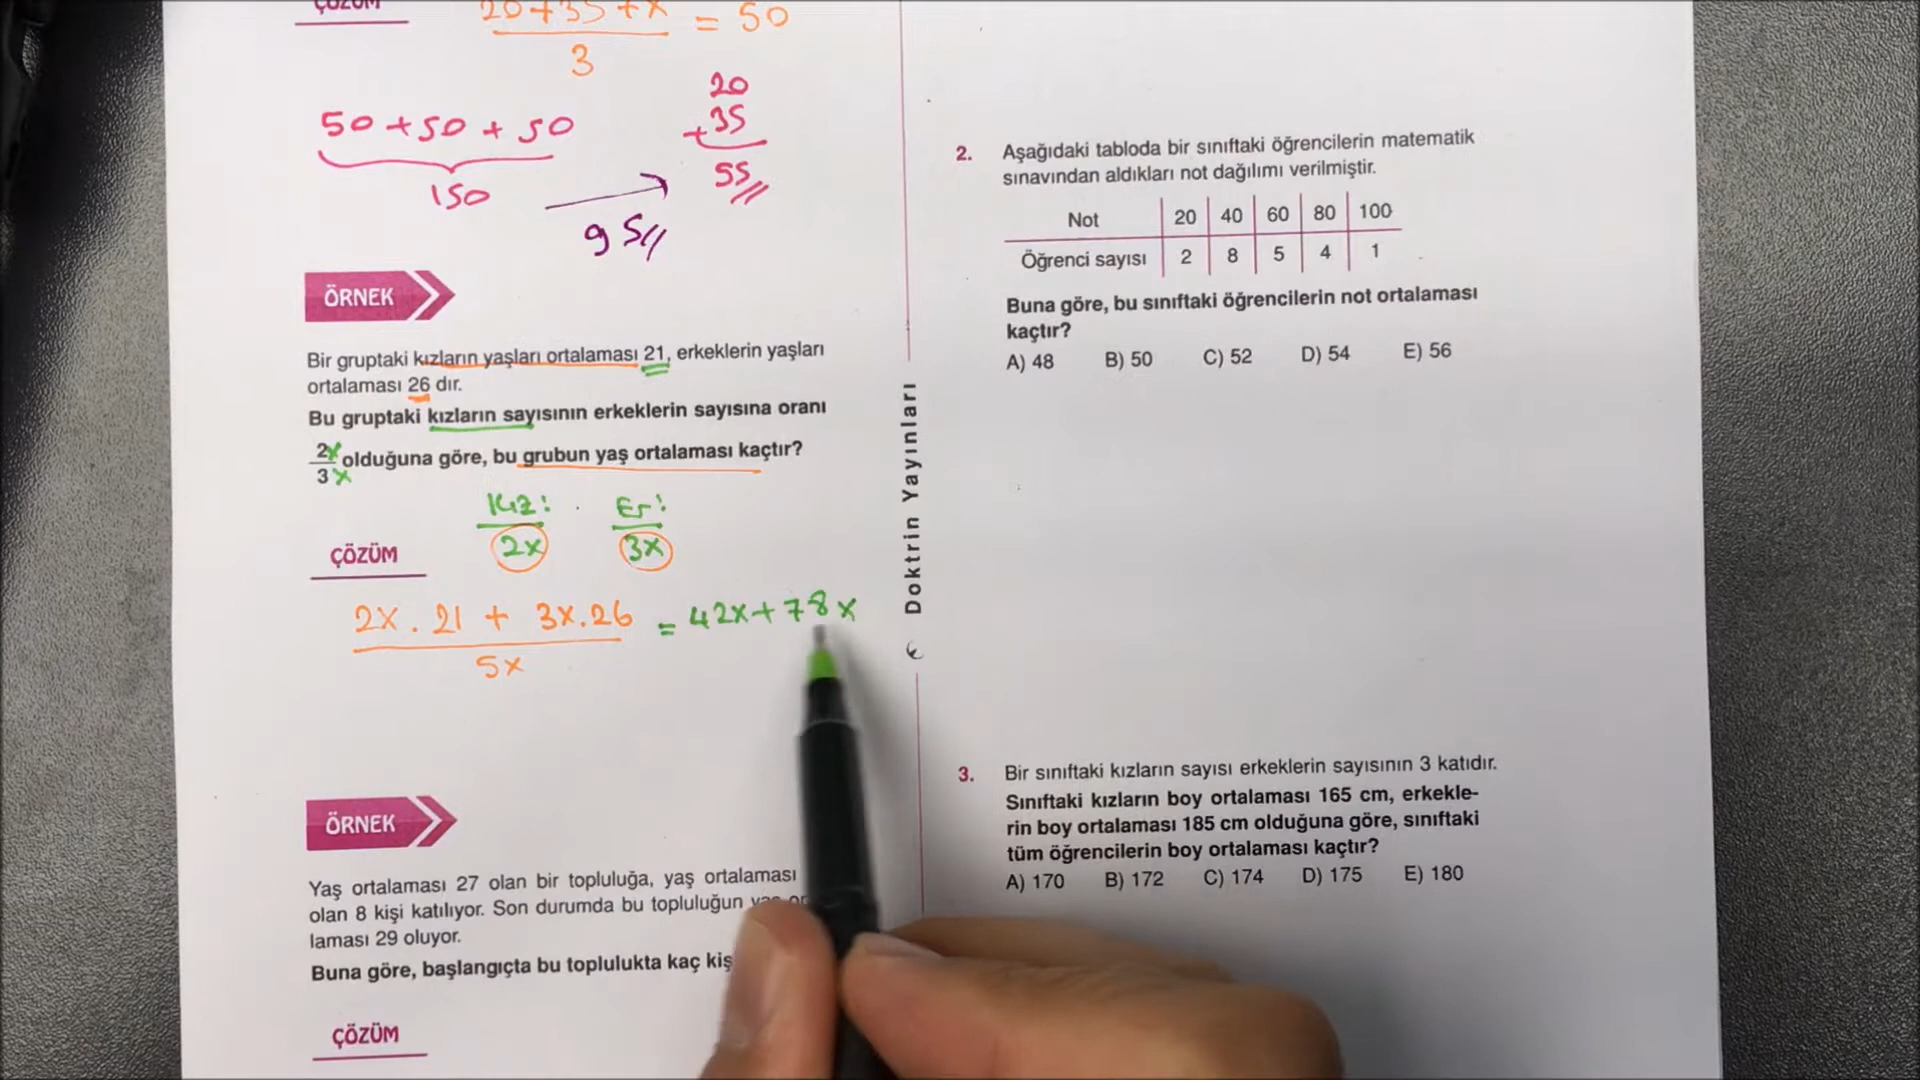 ÇÖZÜM
20+35+x
3
= 50
50+50+50
150
20
+35
55
95
ÖRNEK
Bir gruptaki kızların yaşları ortalaması 21, erkeklerin yaşları
ortalaması 26 dır.
Bu gruptaki kızların sayısının erkeklerin sayısına oranı
2x
3x olduğuna göre, bu grubun yaş ortalaması kaçtır?
Kız: Er:
2x 3x
ÇÖZÜM
2x . 21 + 3x.26 = 42x+78x
5x
ÖRNEK
Yaş ortalaması 27 olan bir topluluğa, yaş ortalaması
olan 8 kişi katılıyor. Son durumda bu topluluğun
laması 29 oluyor.
Buna göre, başlangıçta bu toplulukta kaç kiş
ÇÖZÜM
Doktrin Yayınları
2. Aşağıdaki tabloda bir sınıftaki öğrencilerin matematik
sınavından aldıkları not dağılımı verilmiştir.
Not 20 40 60 80 100
Öğrenci sayısı 2 8 5 4 1
Buna göre, bu sınıftaki öğrencilerin not ortalaması
kaçtır?
A) 48 B) 50 C) 52 D) 54 E) 56
3. Bir sınıftaki kızların sayısı erkeklerin sayısının 3 katıdır.
Sınıftaki kızların boy ortalaması 165 cm, erkekle-
rin boy ortalaması 185 cm olduğuna göre, sınıftaki
tüm öğrencilerin boy ortalaması kaçtır?
A) 170 B) 172 C) 174 D) 175 E) 180